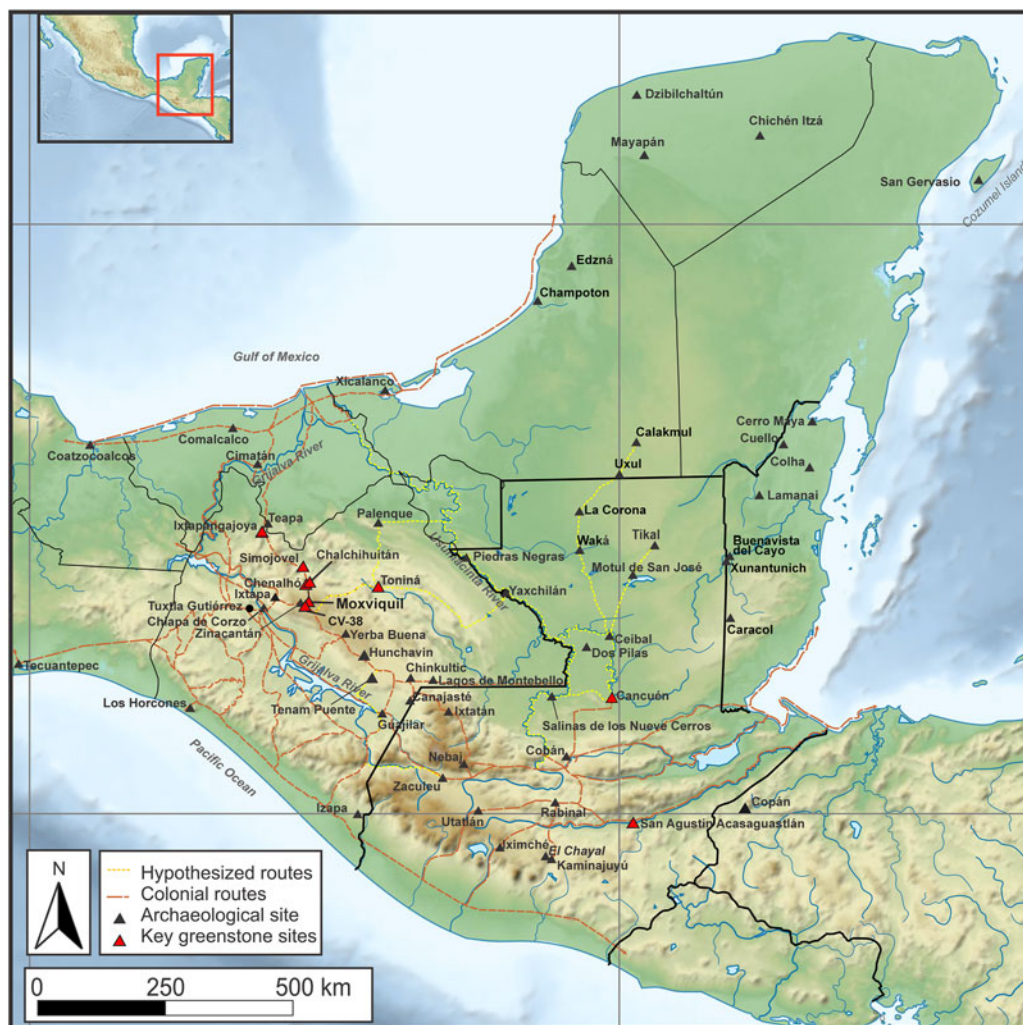 Dzibilchaltún
Chichén Itzá
Mayapán
San Gervasio
Cozumel Island
Edzná
Champoton
Gulf of Mexico
Xicalanco
Cerro Maya
Calakmul
Cuello
Comalcalco
Coatzocoalcos
Cimatán
Grijalva River
Uxul
Colha
Lamanai
Teapa
Palenque
La Corona
Ixtapangajoya
Usumacinta River
Waká
Tikal
Buenavista
del Cayo
Simojovel
Chalchihuitán
Piedras Negras
Xunantunich
Chenalhó
Toniná
Motul de San José
Ixtapa
Yaxchilán
Tuxtla Gutiérrez
Moxviquil
Chiapa de Corzo
CV-38
Caracol
Zinacantán
Yerba Buena
Ceibal
Dos Pilas
Hunchavin
Tecuantepec
Grijalva River
Chinkultic
Lagos de Montebello
Cancuén
Los Horcones
Tenam Puente
Canajasté
Ixtatán
Guajilar
Salinas de los Nueve Cerros
Pacific Ocean
Nebaj
Cobán
Zaculeu
Izapa
Utatlán
Rabinal
Copán
San Agustín Acasaguastlán
Iximché
El Chayal
Kaminajuyú
N
Hypothesized routes
Colonial routes
Archaeological site
Key greenstone sites
0 250 500 km